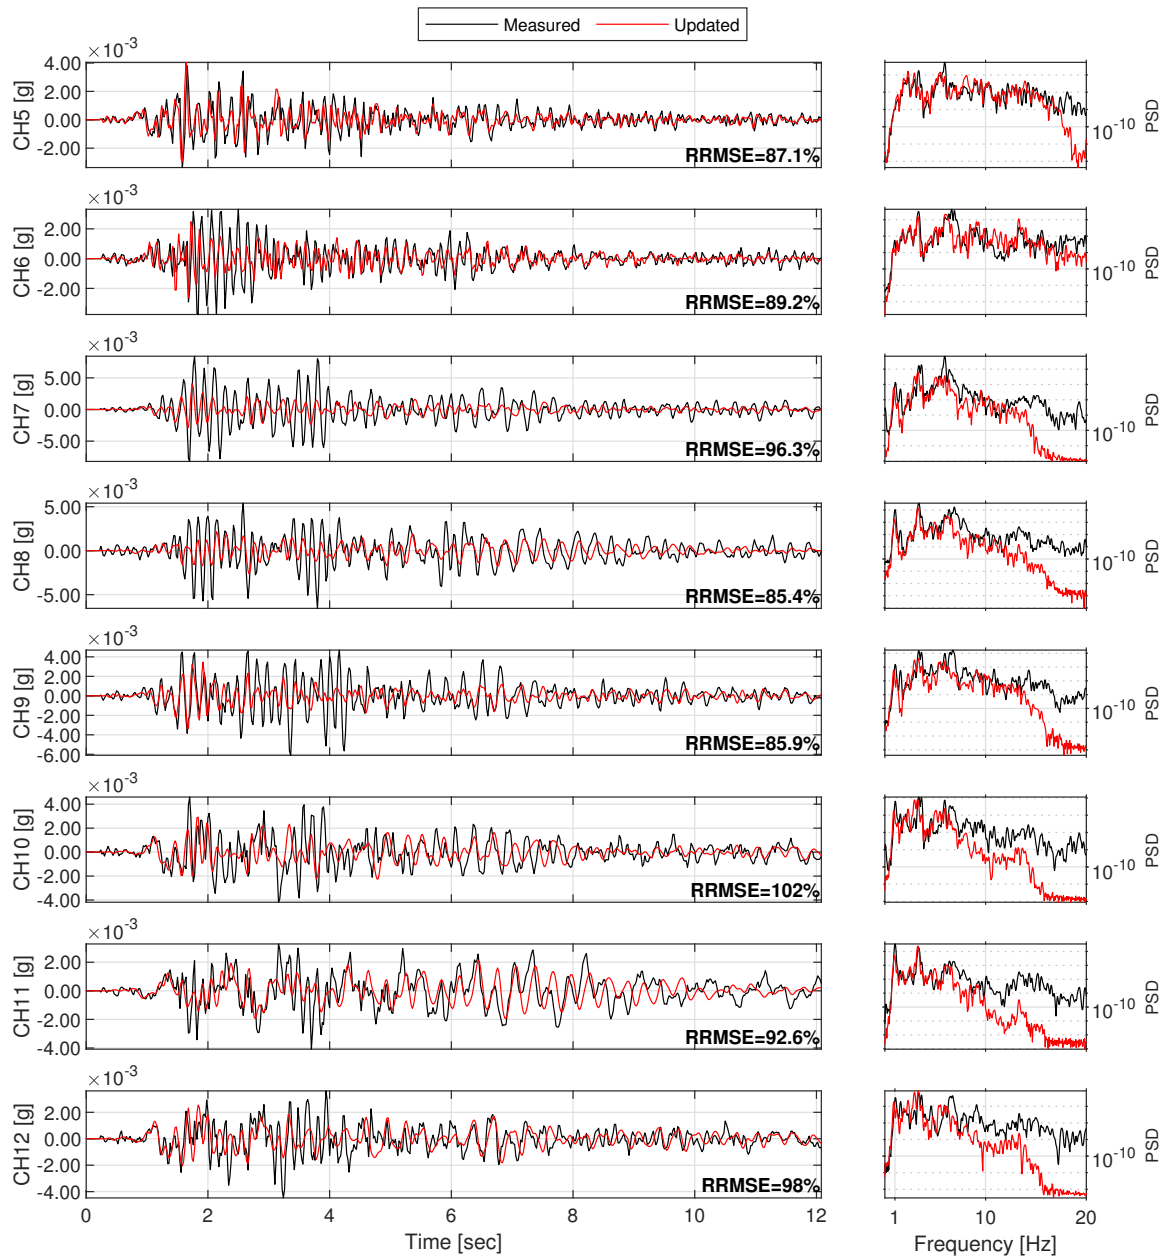 Measured Updated
×10⁻³
4.00
2.00
0.00
-2.00
CH5 [g]
RRMSE=87.1%
10⁻¹⁰
PSD
×10⁻³
2.00
0.00
-2.00
CH6 [g]
RRMSE=89.2%
10⁻¹⁰
PSD
×10⁻³
5.00
0.00
-5.00
CH7 [g]
RRMSE=96.3%
10⁻¹⁰
PSD
×10⁻³
5.00
0.00
-5.00
CH8 [g]
RRMSE=85.4%
10⁻¹⁰
PSD
×10⁻³
4.00
2.00
0.00
-2.00
-4.00
-6.00
CH9 [g]
RRMSE=85.9%
10⁻¹⁰
PSD
×10⁻³
4.00
2.00
0.00
-2.00
-4.00
CH10 [g]
RRMSE=102%
10⁻¹⁰
PSD
×10⁻³
2.00
0.00
-2.00
-4.00
CH11 [g]
RRMSE=92.6%
10⁻¹⁰
PSD
×10⁻³
2.00
0.00
-2.00
-4.00
CH12 [g]
RRMSE=98%
10⁻¹⁰
PSD
0 2 4 6 8 10 12
Time [sec]
1 10 20
Frequency [Hz]